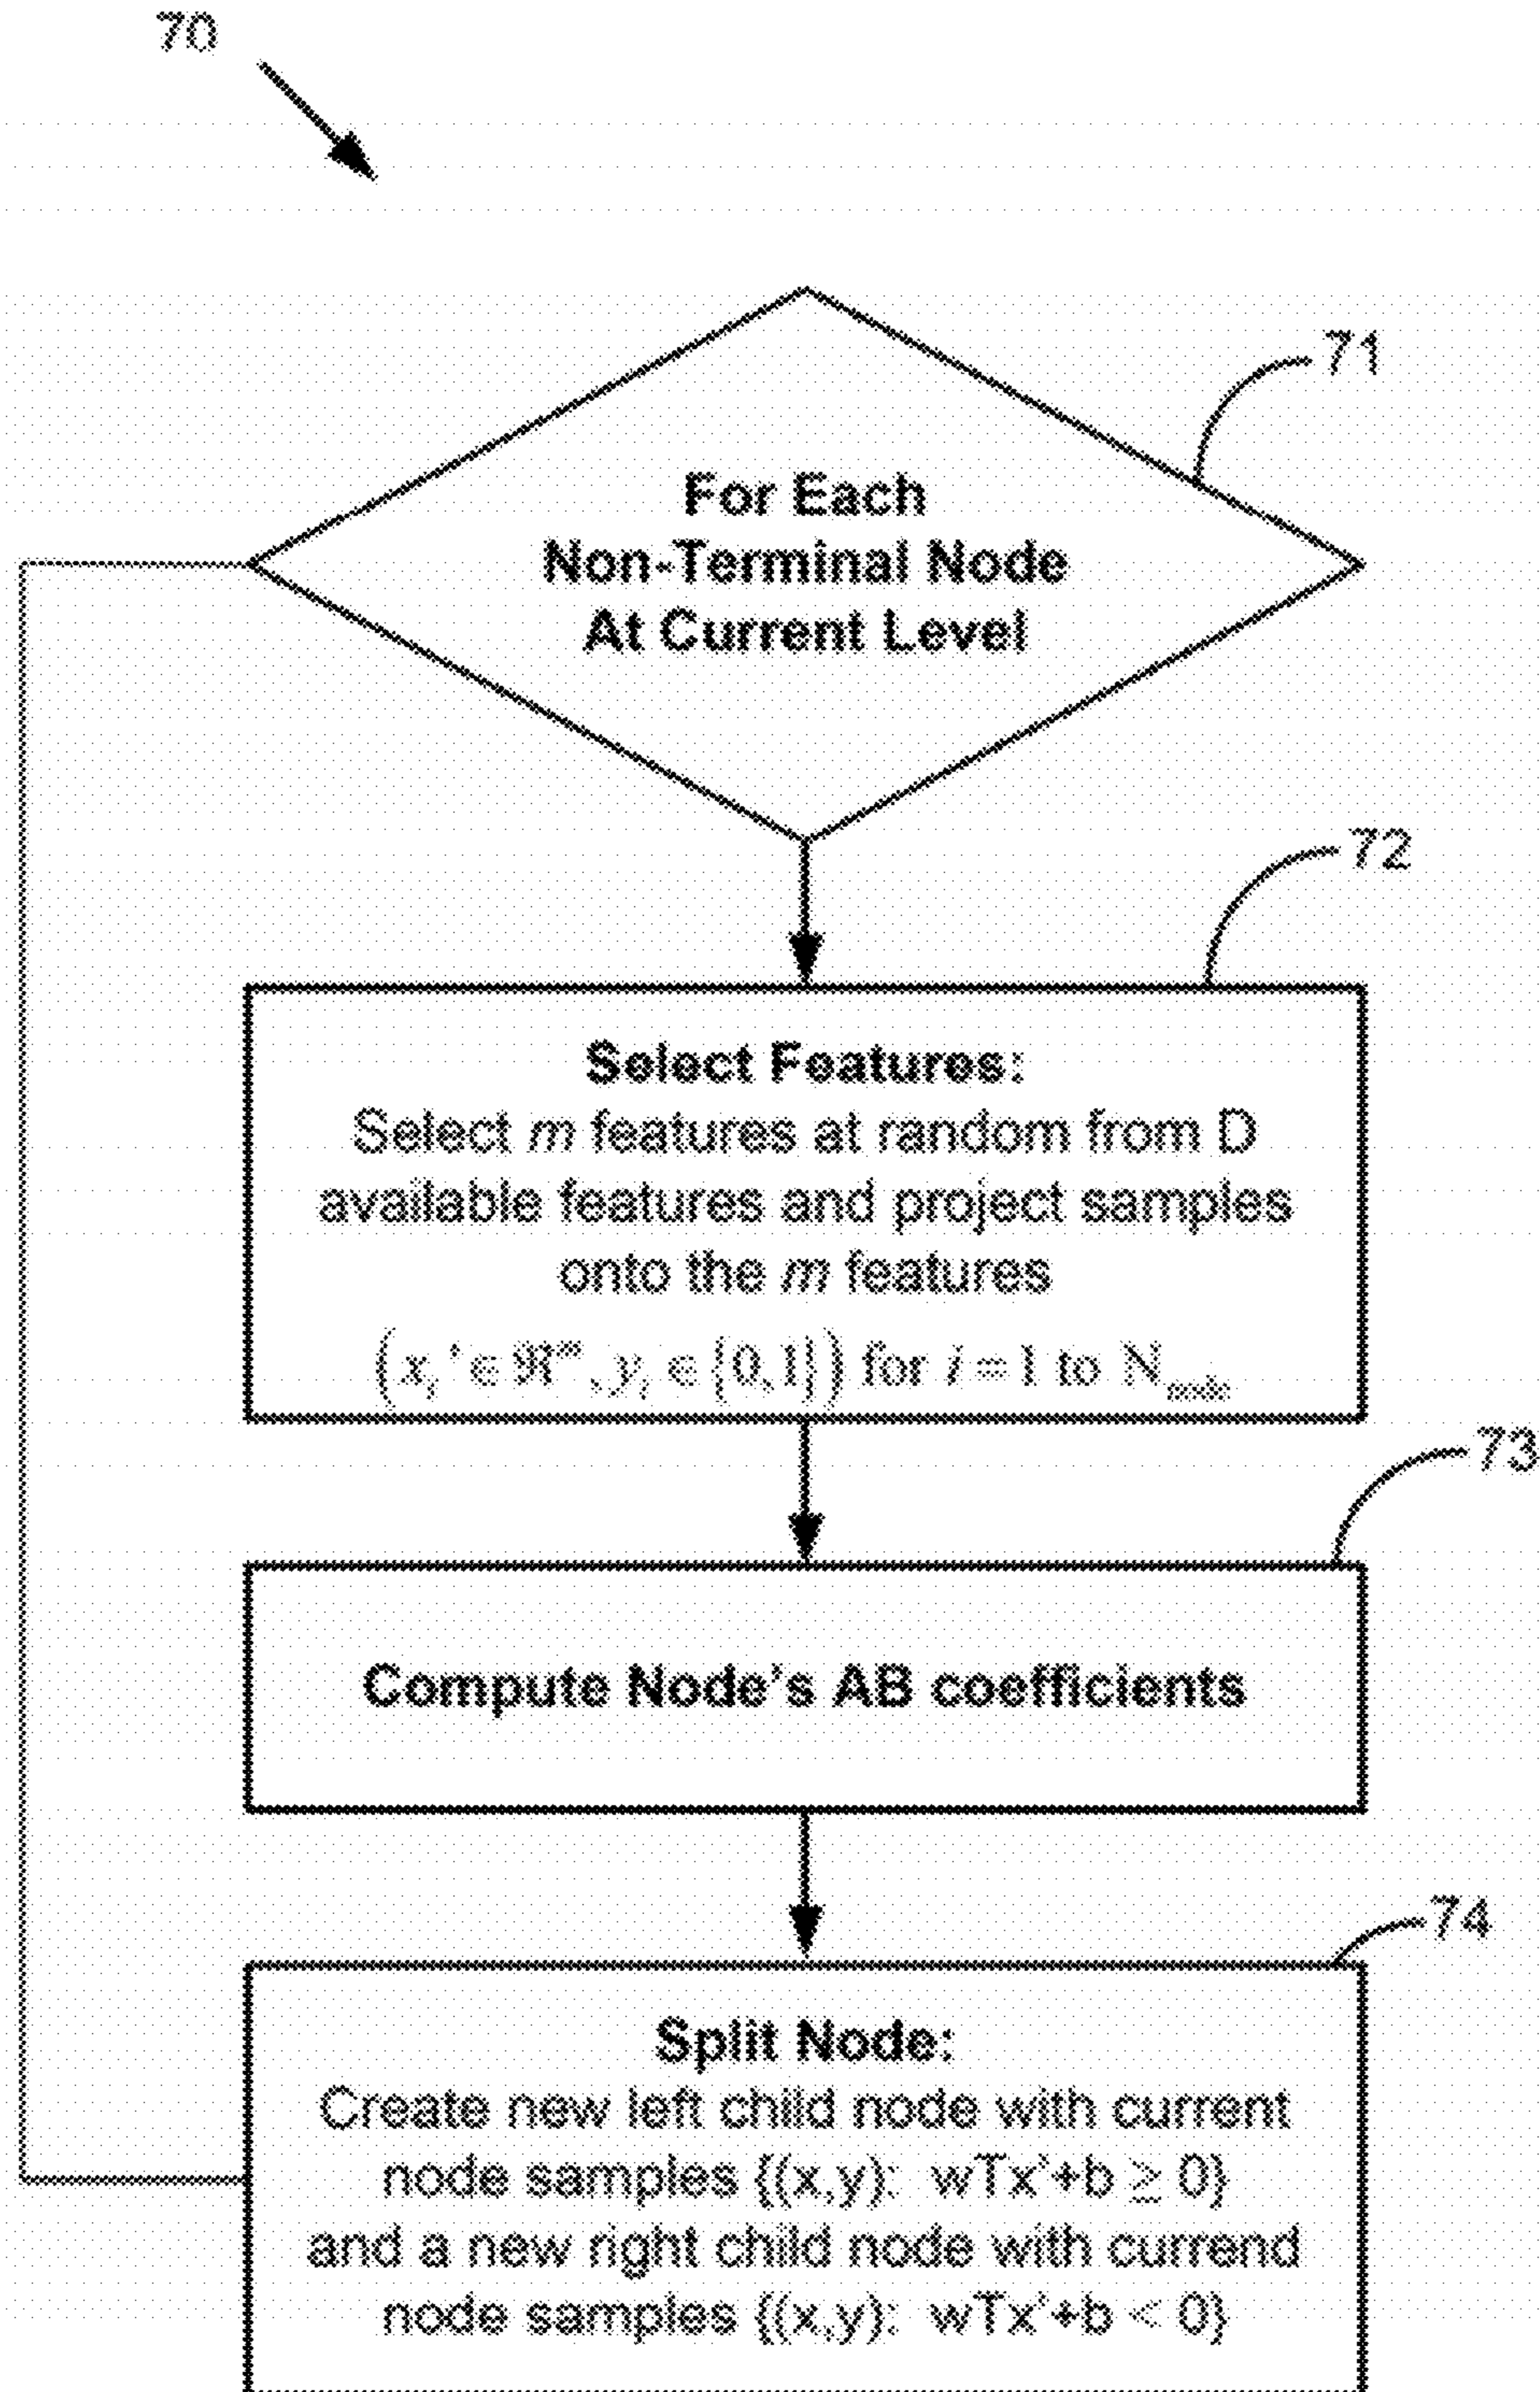 70
71
For Each
Non-Terminal Node
At Current Level
72
Select Features:
Select m features at random from D
available features and project samples
onto the m features
(x_i' ∈ ℜ^m, y_i ∈ {0,1}) for i = 1 to N_node
73
Compute Node's AB coefficients
74
Split Node:
Create new left child node with current
node samples {(x,y): wTx'+b ≥ 0}
and a new right child node with currend
node samples {(x,y): wTx'+b < 0}